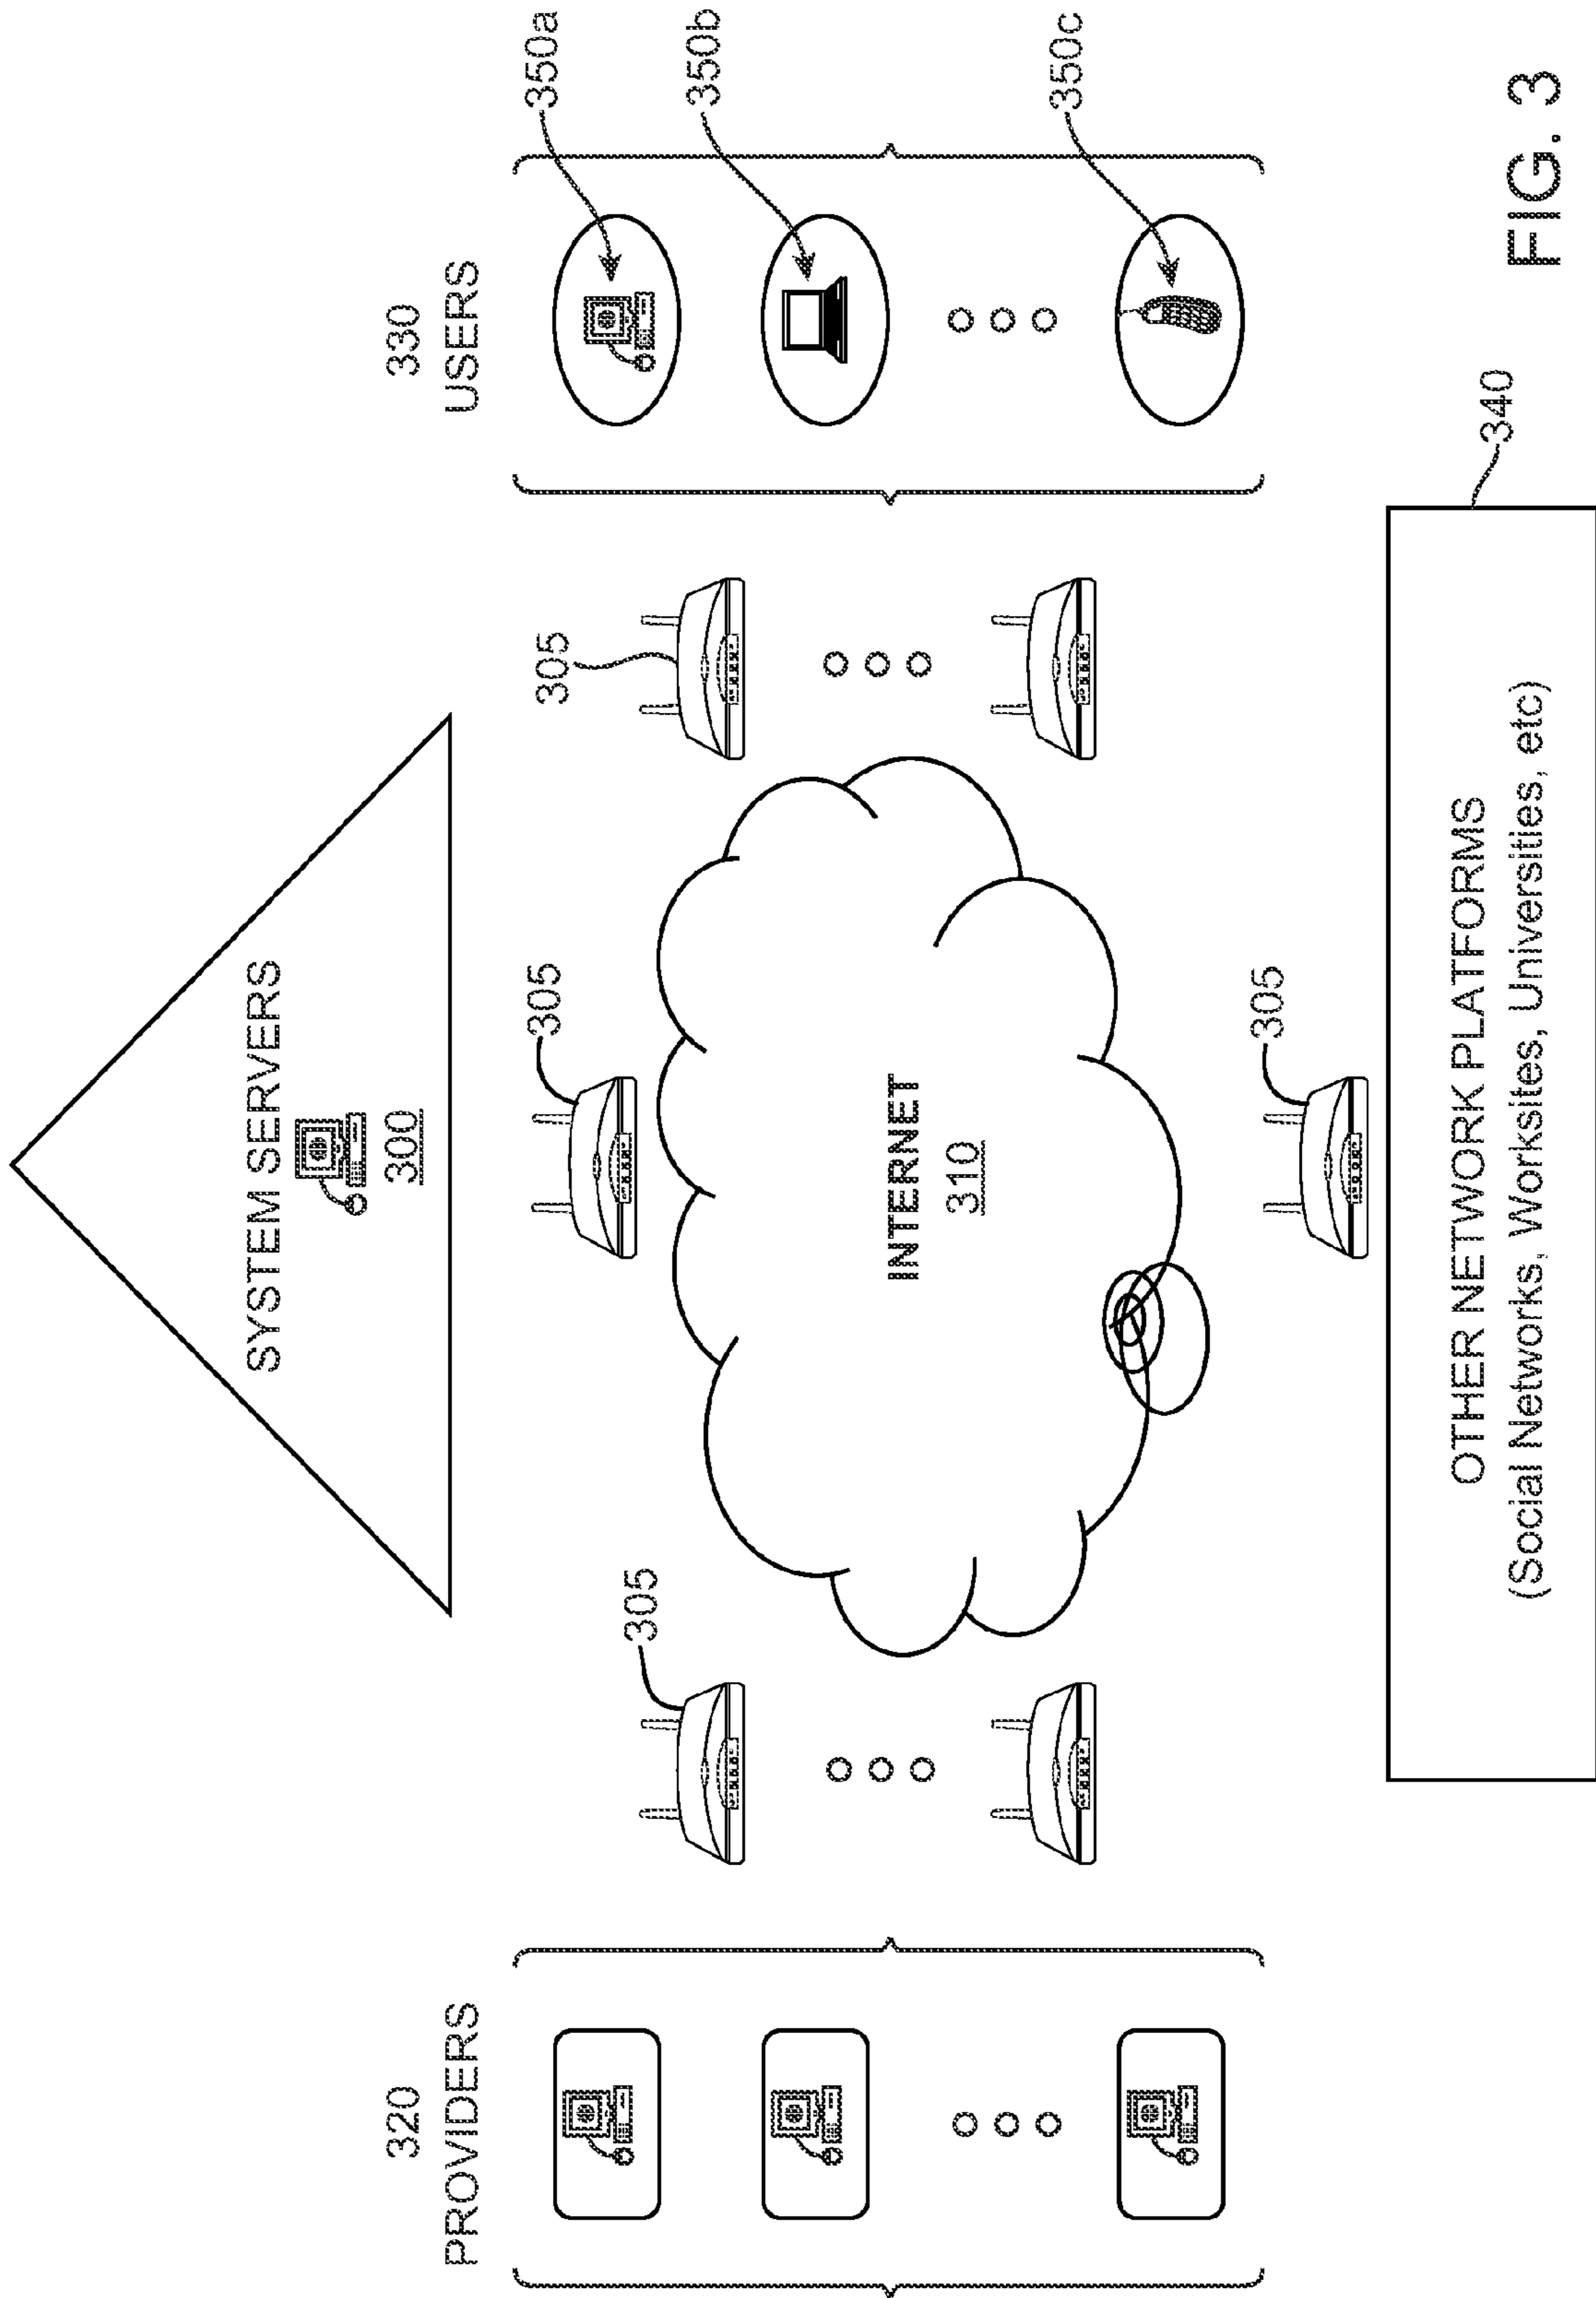 SYSTEM SERVERS
300
320
PROVIDERS
330
USERS
305
305
305
350a
350b
350c
INTERNET
310
305
340
OTHER NETWORK PLATFORMS
(Social Networks, Worksites, Universities, etc)
FIG. 3